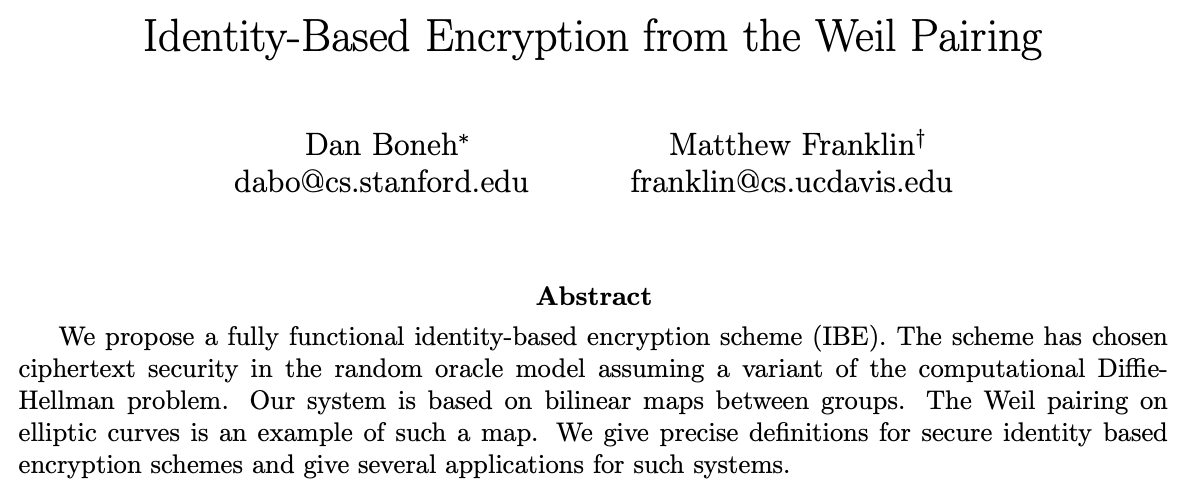 Identity-Based Encryption from the Weil Pairing
Dan Boneh* Matthew Franklin†
dabo@cs.stanford.edu franklin@cs.ucdavis.edu
Abstract
We propose a fully functional identity-based encryption scheme (IBE). The scheme has chosen
ciphertext security in the random oracle model assuming a variant of the computational Diffie-
Hellman problem. Our system is based on bilinear maps between groups. The Weil pairing on
elliptic curves is an example of such a map. We give precise definitions for secure identity based
encryption schemes and give several applications for such systems.